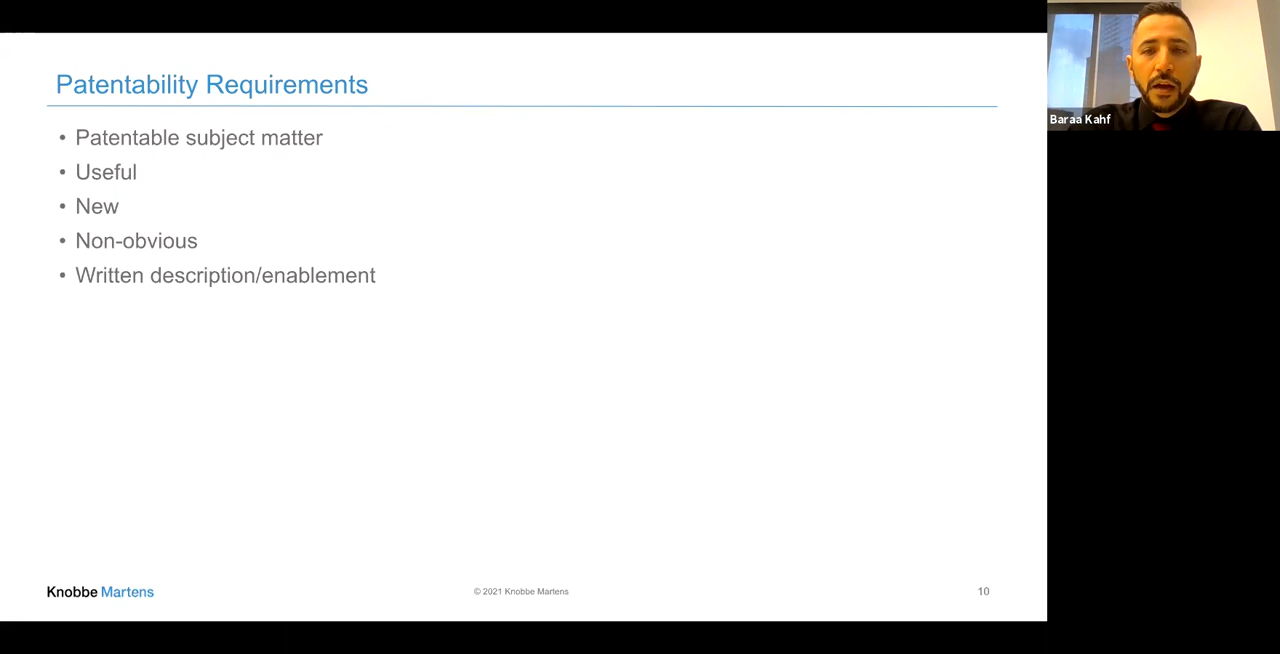 Patentability Requirements
• Patentable subject matter
• Useful
• New
• Non-obvious
• Written description/enablement
Knobbe Martens
© 2021 Knobbe Martens
10
Baraa Kahf